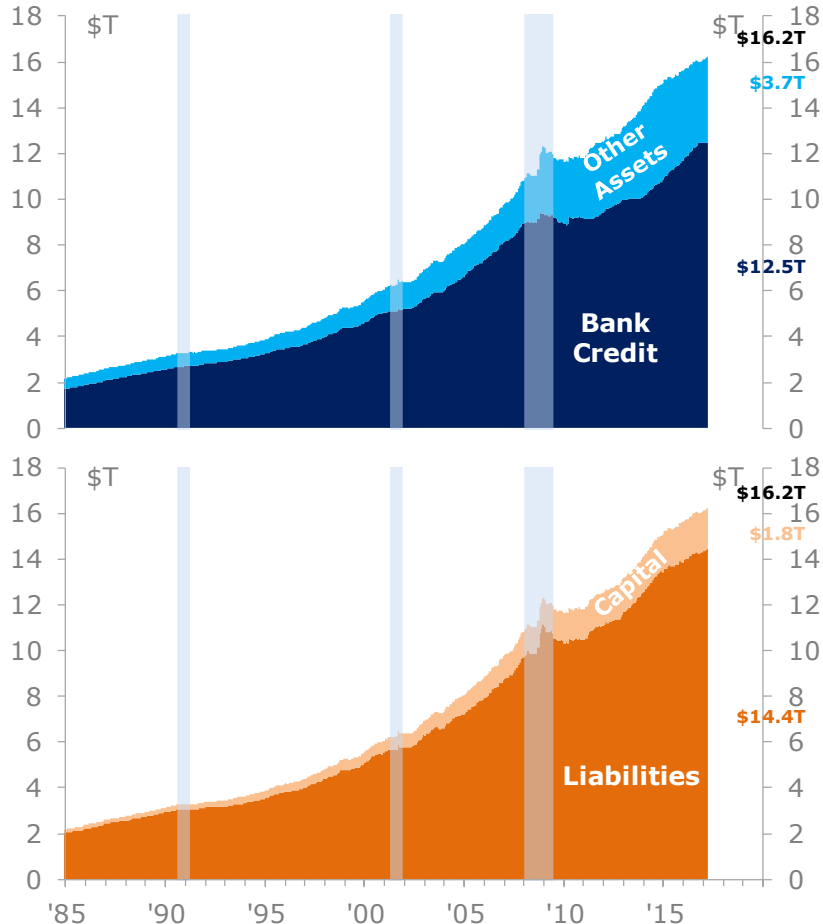 18
$T
$T
18
$16.2T
16
16
$3.7T
14
14
12
12
Other
Assets
10
10
8
8
$12.5T
6
6
Bank
Credit
4
4
2
2
0
0
18
$T
$T
18
$16.2T
16
16
$1.8T
14
14
Capital
12
12
10
10
8
8
$14.4T
6
6
Liabilities
4
4
2
2
0
0
'85
'90
'95
'00
'05
'10
'15